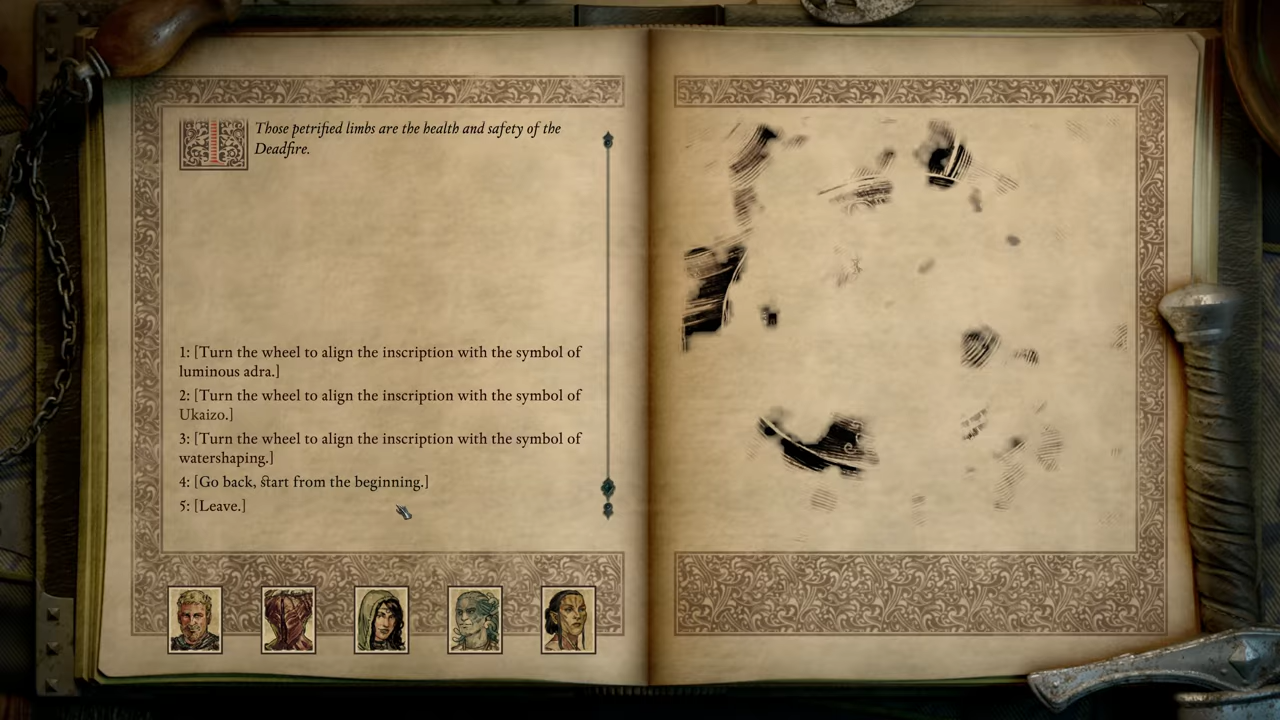 Those petrified limbs are the health and safety of the
Deadfire.
1: [Turn the wheel to align the inscription with the symbol of
luminous adra.]
2: [Turn the wheel to align the inscription with the symbol of
Ukaizo.]
3: [Turn the wheel to align the inscription with the symbol of
watershaping.]
4: [Go back, start from the beginning.]
5: [Leave.]